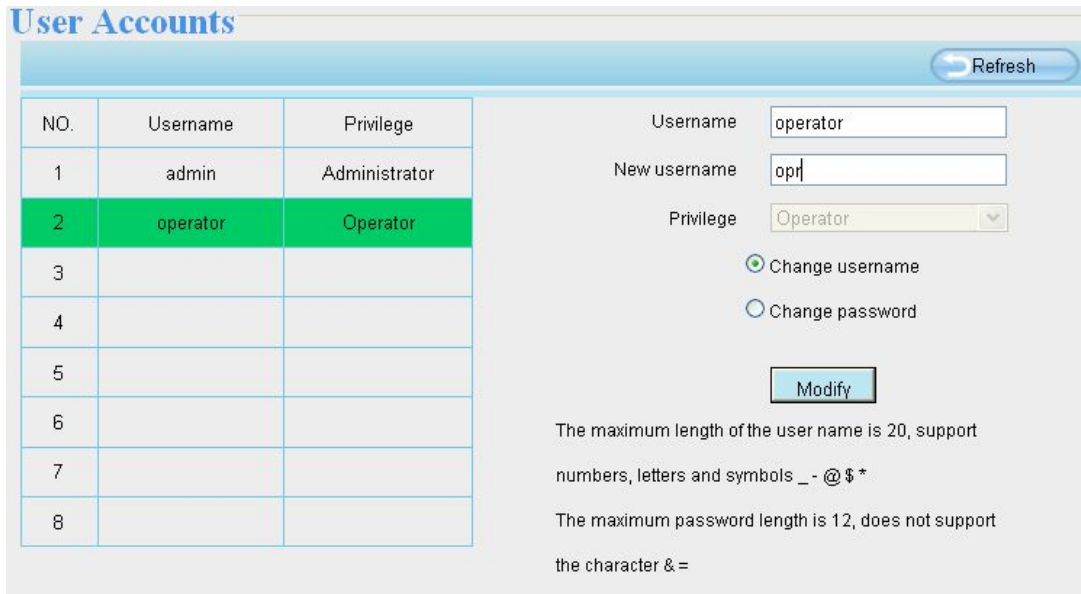 User Accounts
Refresh
NO. Username Privilege
1 admin Administrator
2 operator Operator
3
4
5
6
7
8
Username operator
New username opr
Privilege Operator
Change username
Change password
Modify
The maximum length of the user name is 20, support
numbers, letters and symbols _ - @ $ *
The maximum password length is 12, does not support
the character & =